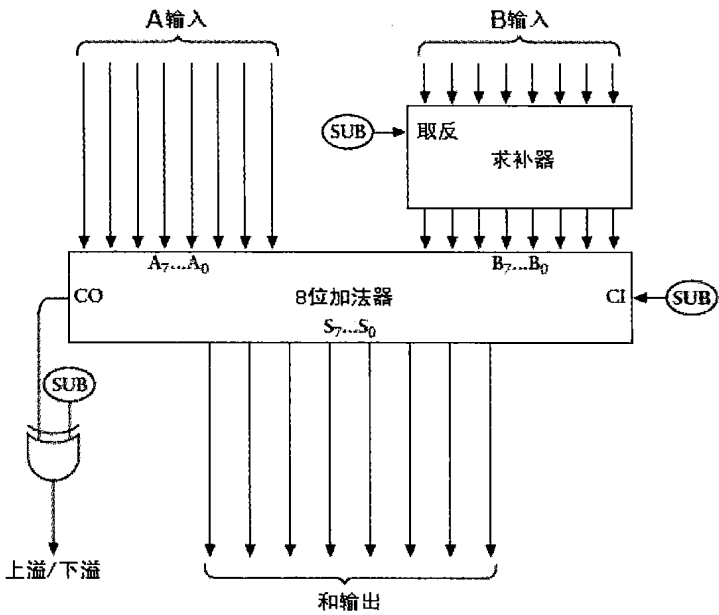 A输入
B输入
SUB
取反
求补器
A7...A0
B7...B0
CO
8位加法器
CI
SUB
S7...S0
SUB
上溢/下溢
和输出